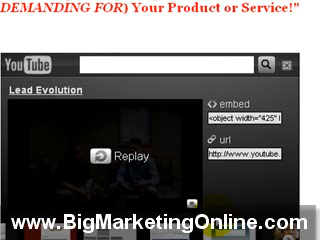 DEMANDING FOR) Your Product or Service!"
YouTube
Lead Evolution
embed
<object width="425" l
url
http://www.youtube.
Replay
www.BigMarketingOnline.com